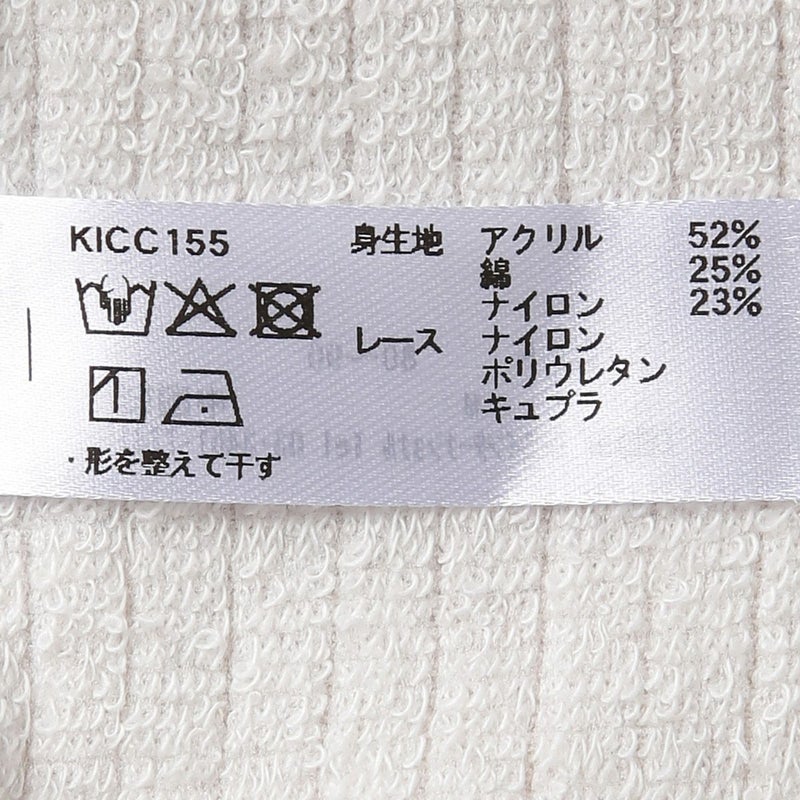 KICC155
身生地 アクリル 52%
綿 25%
ナイロン 23%
レース ナイロン
ポリウレタン
キュプラ
・形を整えて干す